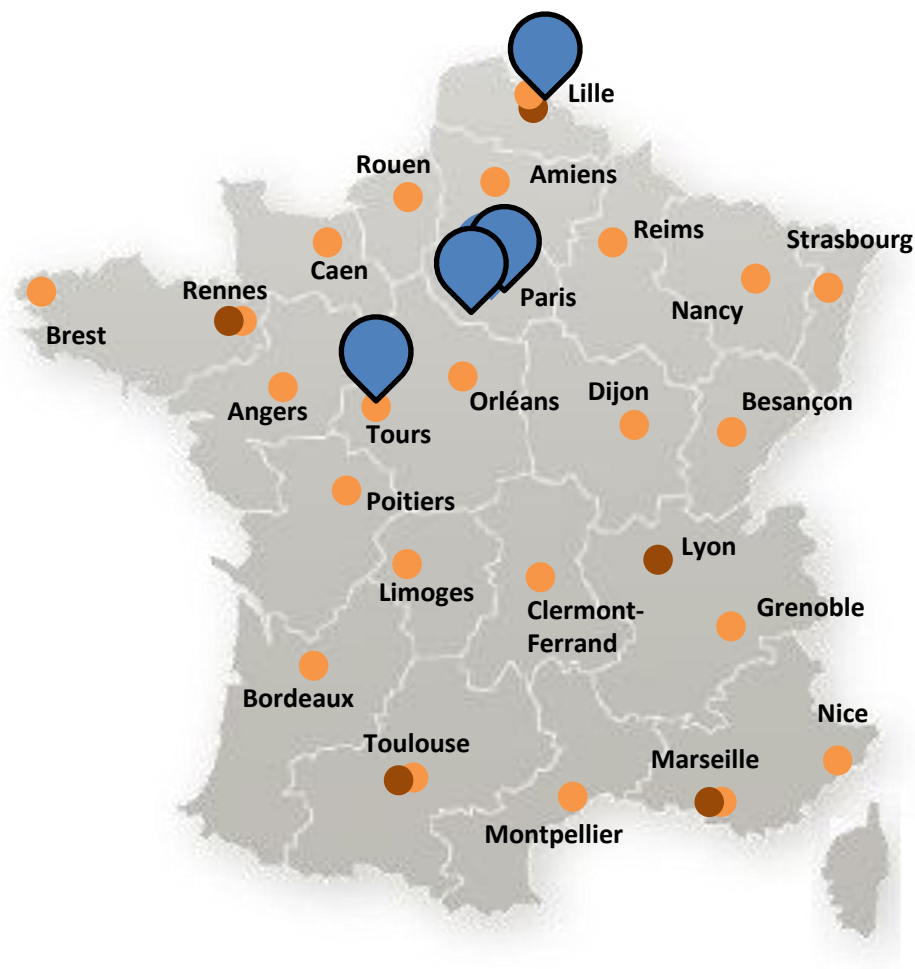 Lille
Rouen
Amiens
Reims
Strasbourg
Caen
Rennes
Paris
Nancy
Brest
Angers
Orléans
Dijon
Besançon
Tours
Poitiers
Lyon
Limoges
Clermont-
Ferrand
Grenoble
Bordeaux
Nice
Toulouse
Marseille
Montpellier